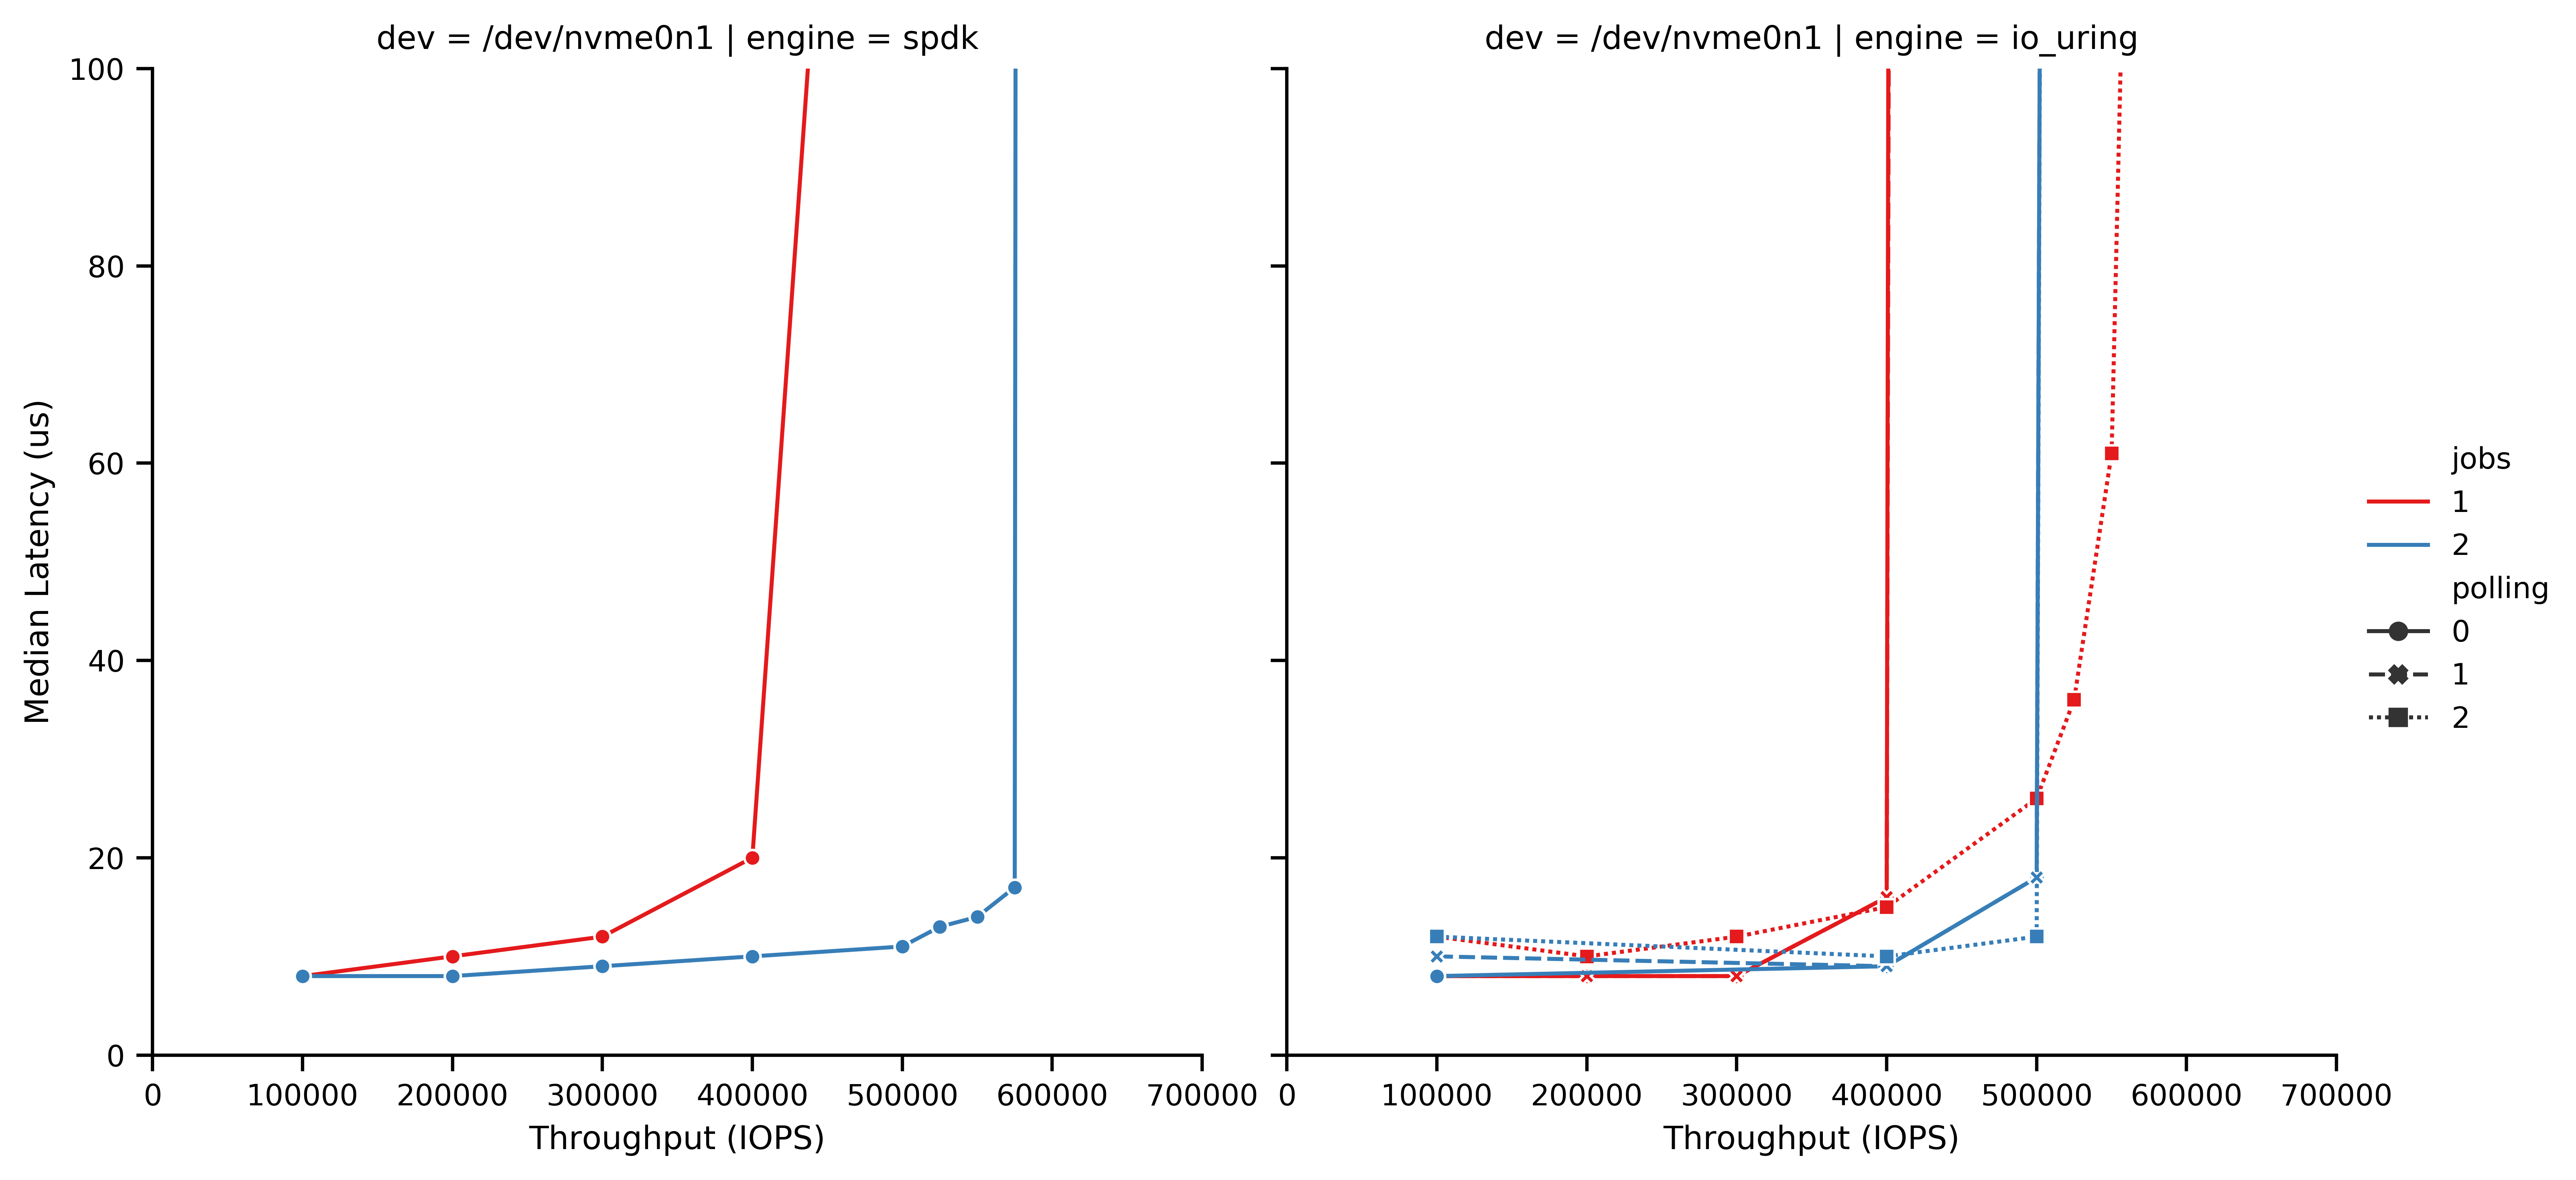 dev = /dev/nvme0n1 | engine = spdk
dev = /dev/nvme0n1 | engine = io_uring
100
80
60
40
20
0
Median Latency (us)
0 100000 200000 300000 400000 500000 600000 700000
0 100000 200000 300000 400000 500000 600000 700000
Throughput (IOPS)
Throughput (IOPS)
jobs
1
2
polling
0
1
2